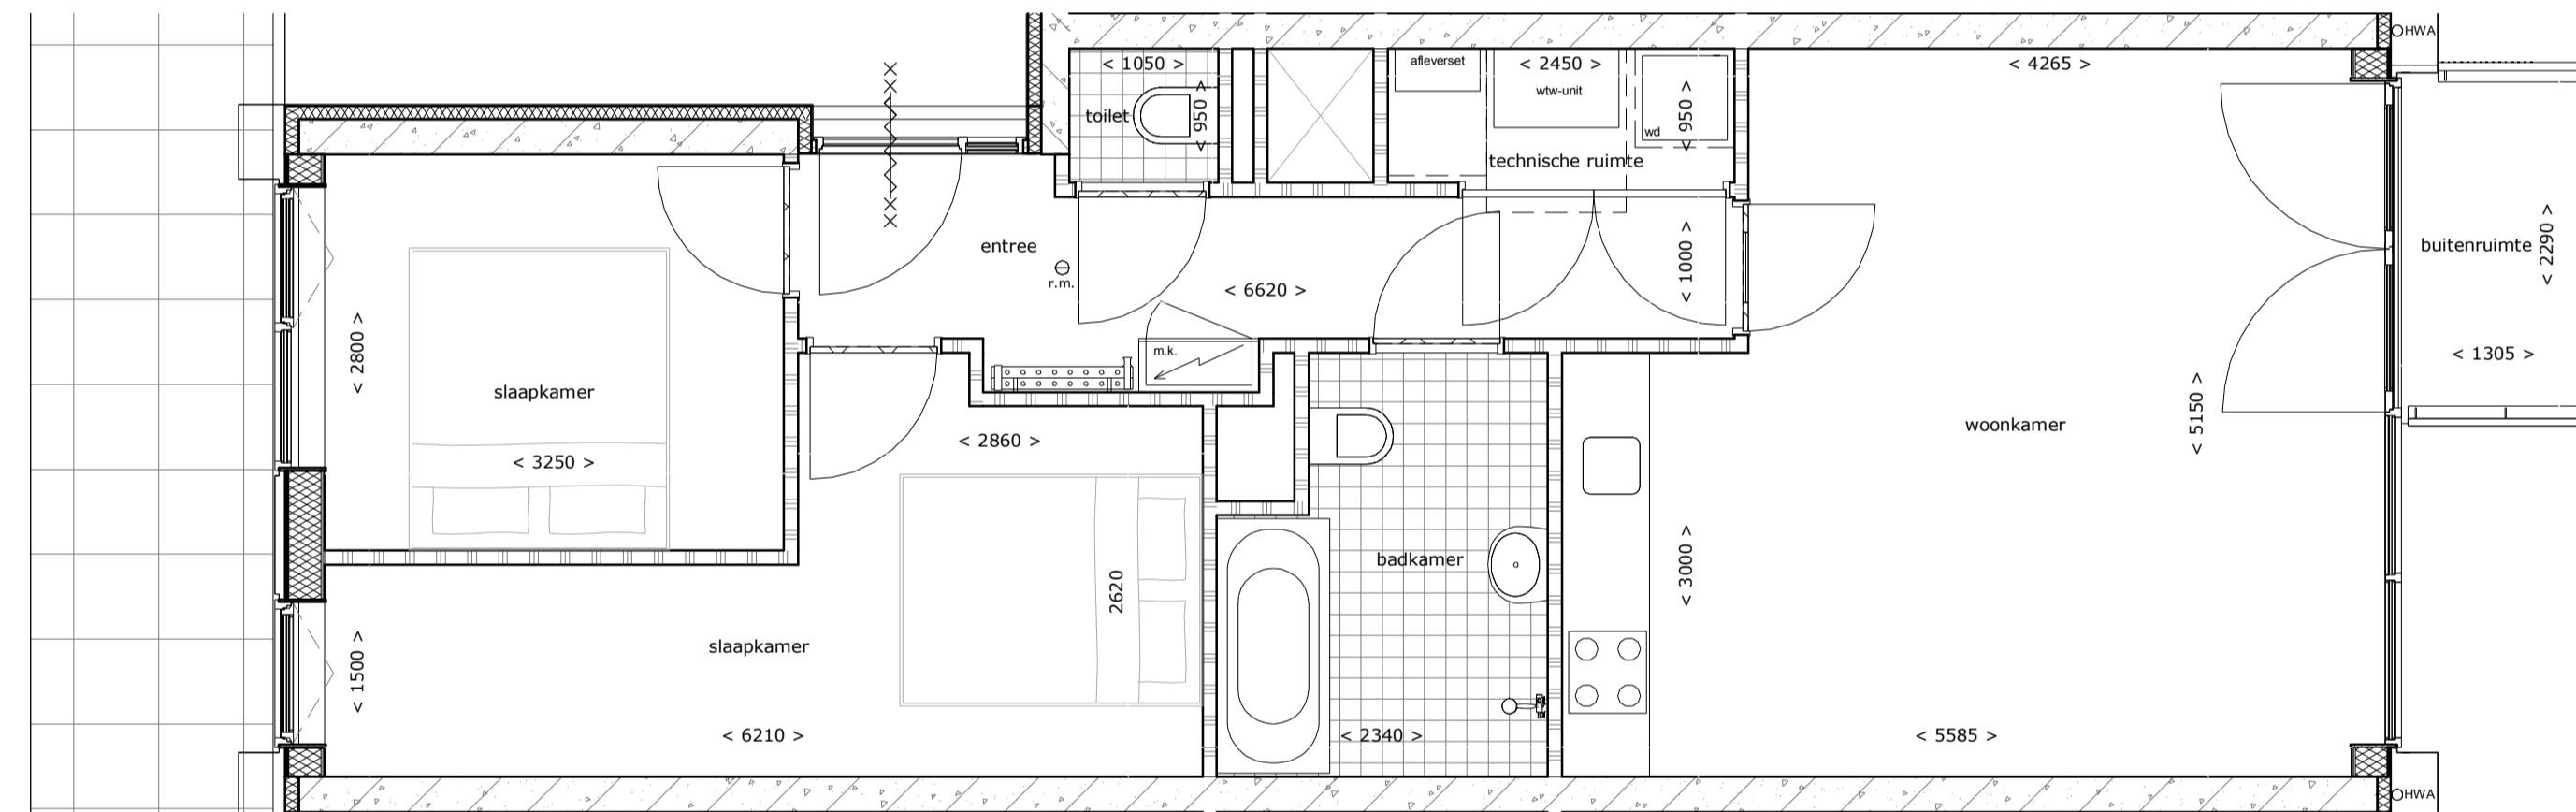 HWA
< 1050 >
afleverset
< 2450 >
< 4265 >
wtw-unit
toilet
< 950 >
< 950 >
wd
technische ruimte
entree
buitenruimte
< 2290 >
r.m.
< 1000 >
< 6620 >
< 2800 >
m.k.
< 1305 >
slaapkamer
< 5150 >
woonkamer
< 2860 >
< 3250 >
badkamer
< 3000 >
2620
slaapkamer
< 1500 >
< 6210 >
< 2340 >
< 5585 >
HWA